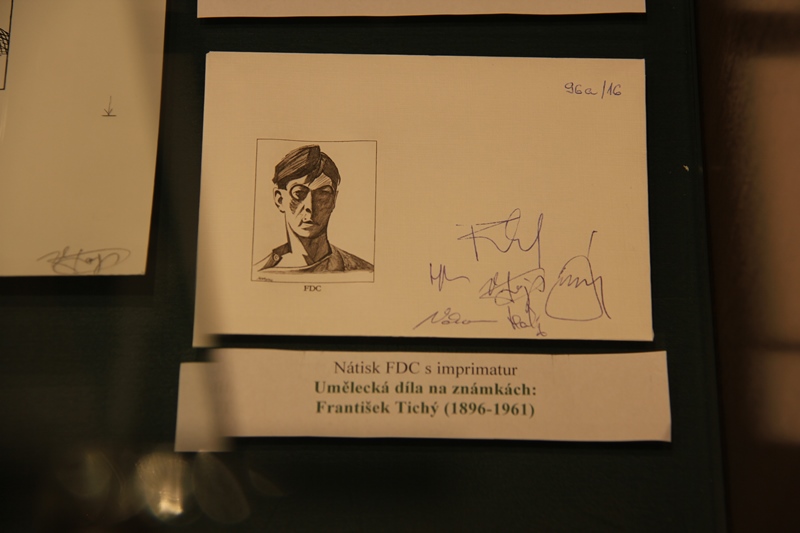 96a/16
FDC
Nátisk FDC s imprimatur
Umělecká díla na známkách:
František Tichý (1896-1961)